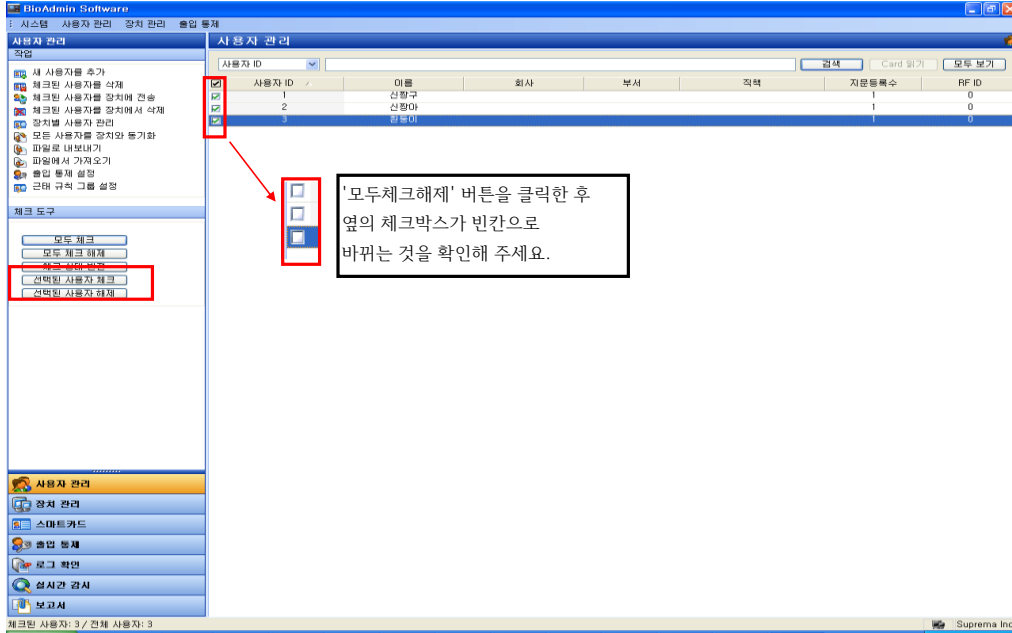 BioAdmin Software
시스템 사용자 관리 장치 관리 출입 통제
사용자 관리
작업
새 사용자를 추가
체크된 사용자를 삭제
체크된 사용자를 장치에 전송
체크된 사용자를 장치에서 삭제
장치별 사용자 관리
모든 사용자를 장치와 동기화
파일로 내보내기
파일에서 가져오기
출입 통제 설정
근태 규칙 그룹 설정
체크 도구
모두 체크
모두 체크 해제
체크 상태 반전
선택된 사용자 체크
선택된 사용자 해제
사용자 관리
장치 관리
스마트카드
출입 통제
로그 확인
실시간 감시
보고서
사용자 관리
사용자 ID 검색 Card 읽기 모두 보기
사용자 ID 이름 회사 부서 직책 지문등록수 RF ID
1 신짱구 1 0
2 신짱아 1 0
3 흰둥이 1 0
'모두체크해제' 버튼을 클릭한 후
옆의 체크박스가 빈칸으로
바뀌는 것을 확인해 주세요.
체크된 사용자: 3 / 전체 사용자: 3
Suprema Inc